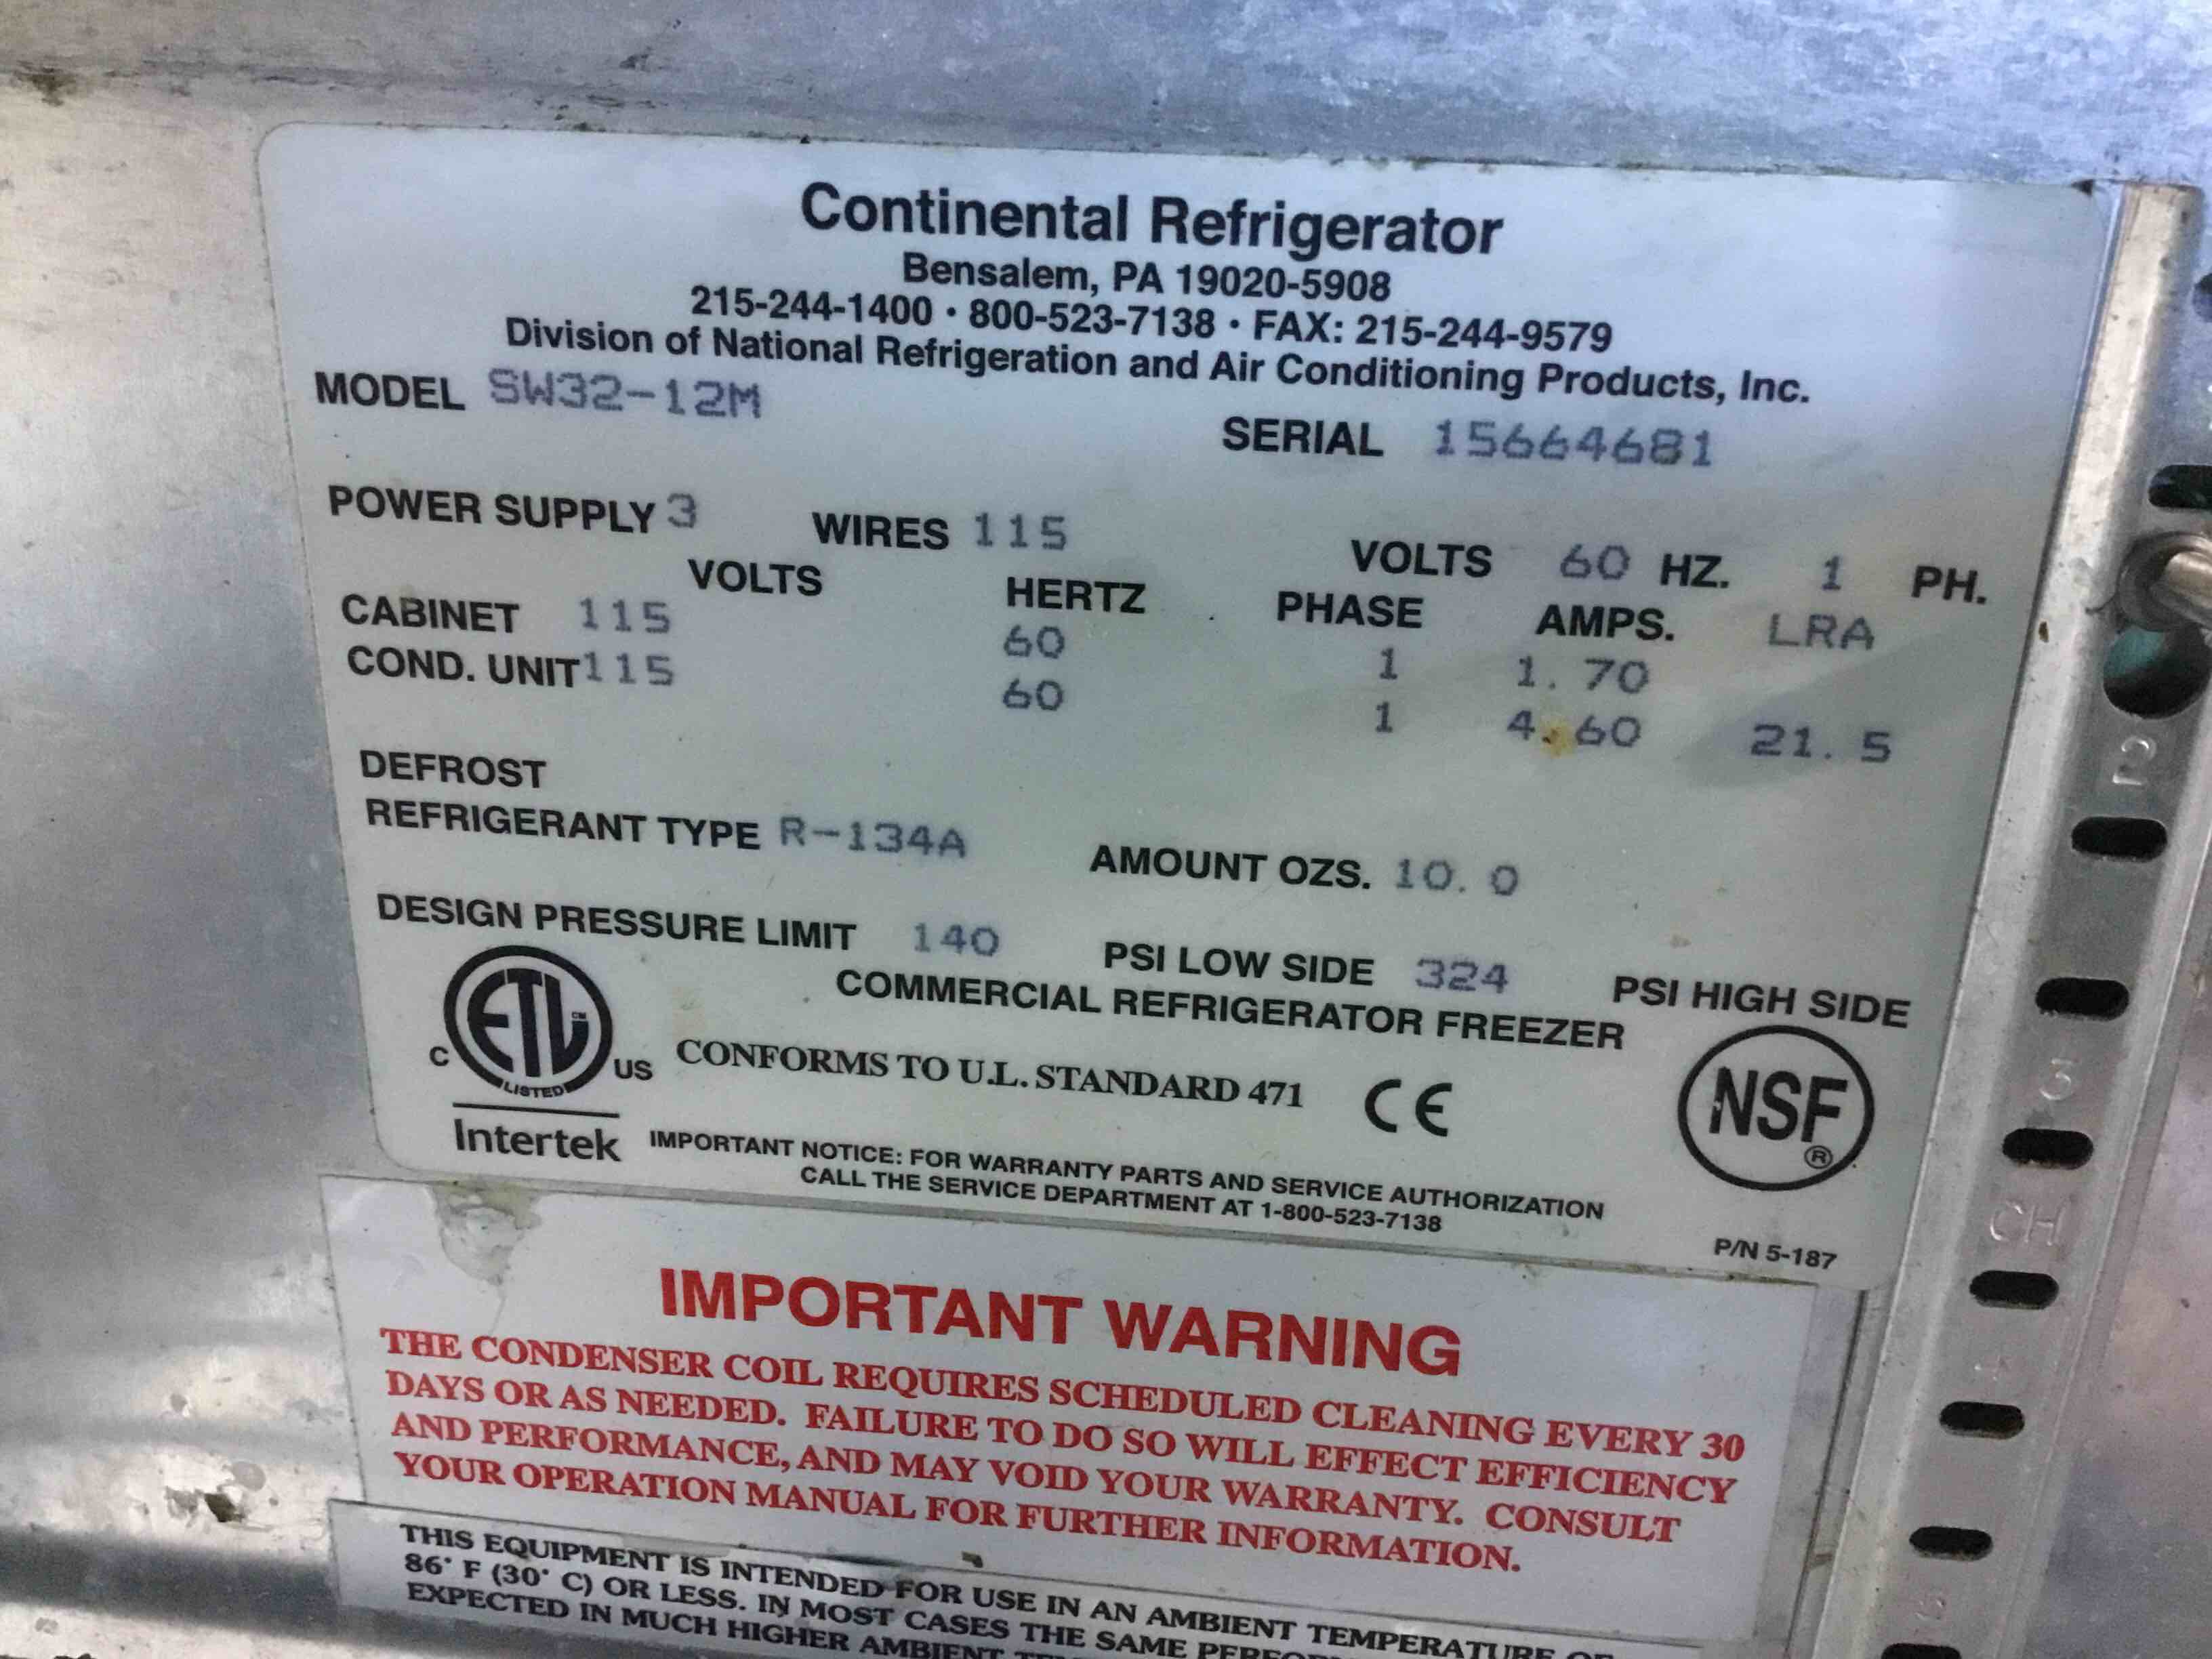 Continental Refrigerator
Bensalem, PA 19020-5908
215-244-1400 • 800-523-7138 • FAX: 215-244-9579
Division of National Refrigeration and Air Conditioning Products, Inc.
MODEL SW32-12M SERIAL 15664681
POWER SUPPLY 3 WIRES 115 VOLTS 60 HZ. 1 PH.
VOLTS HERTZ PHASE AMPS. LRA
CABINET 115 60 1 1.70
COND. UNIT 115 60 1 4.60 21.5
DEFROST
REFRIGERANT TYPE R-134A AMOUNT OZS. 10.0
DESIGN PRESSURE LIMIT 140 PSI LOW SIDE 324 PSI HIGH SIDE
COMMERCIAL REFRIGERATOR FREEZER
C ETL CM LISTED US
CONFORMS TO U.L. STANDARD 471 CE NSF ®
Intertek
IMPORTANT NOTICE: FOR WARRANTY PARTS AND SERVICE AUTHORIZATION
CALL THE SERVICE DEPARTMENT AT 1-800-523-7138
P/N 5-187
IMPORTANT WARNING
THE CONDENSER COIL REQUIRES SCHEDULED CLEANING EVERY 30
DAYS OR AS NEEDED. FAILURE TO DO SO WILL EFFECT EFFICIENCY
AND PERFORMANCE, AND MAY VOID YOUR WARRANTY. CONSULT
YOUR OPERATION MANUAL FOR FURTHER INFORMATION.
THIS EQUIPMENT IS INTENDED FOR USE IN AN AMBIENT TEMPERATURE OF
86° F (30° C) OR LESS. IN MOST CASES THE SAME
EXPECTED IN MUCH HIGHER AMBIENT
2
3
CH